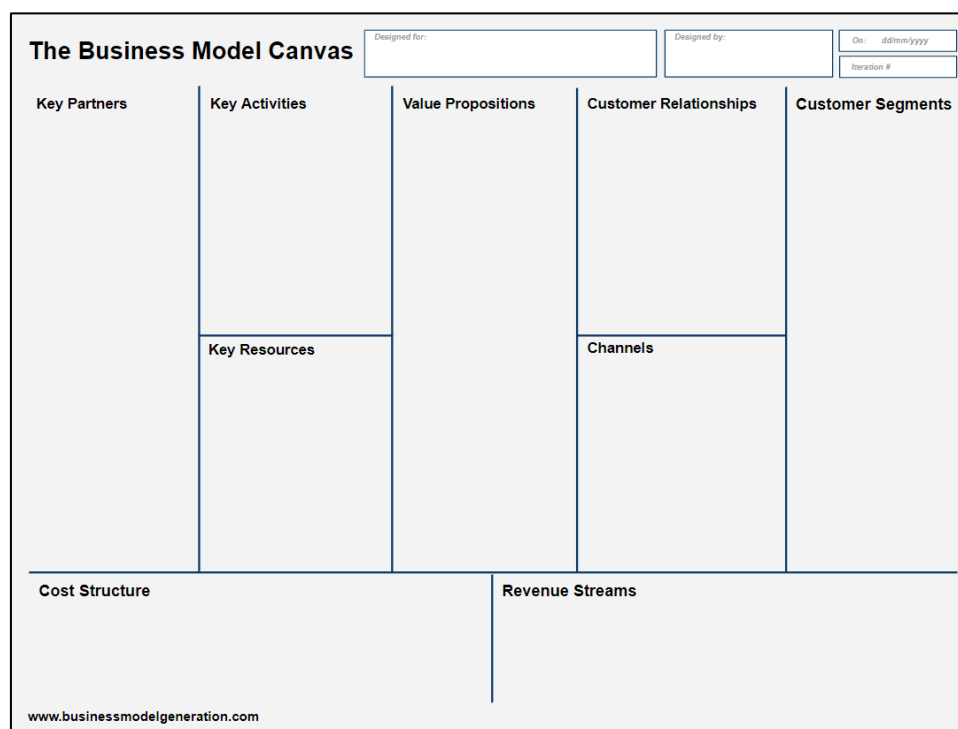 The Business Model Canvas
Designed for:
Designed by:
On: dd/mm/yyyy
Iteration #
Key Partners
Key Activities
Value Propositions
Customer Relationships
Customer Segments
Key Resources
Channels
Cost Structure
Revenue Streams
www.businessmodelgeneration.com